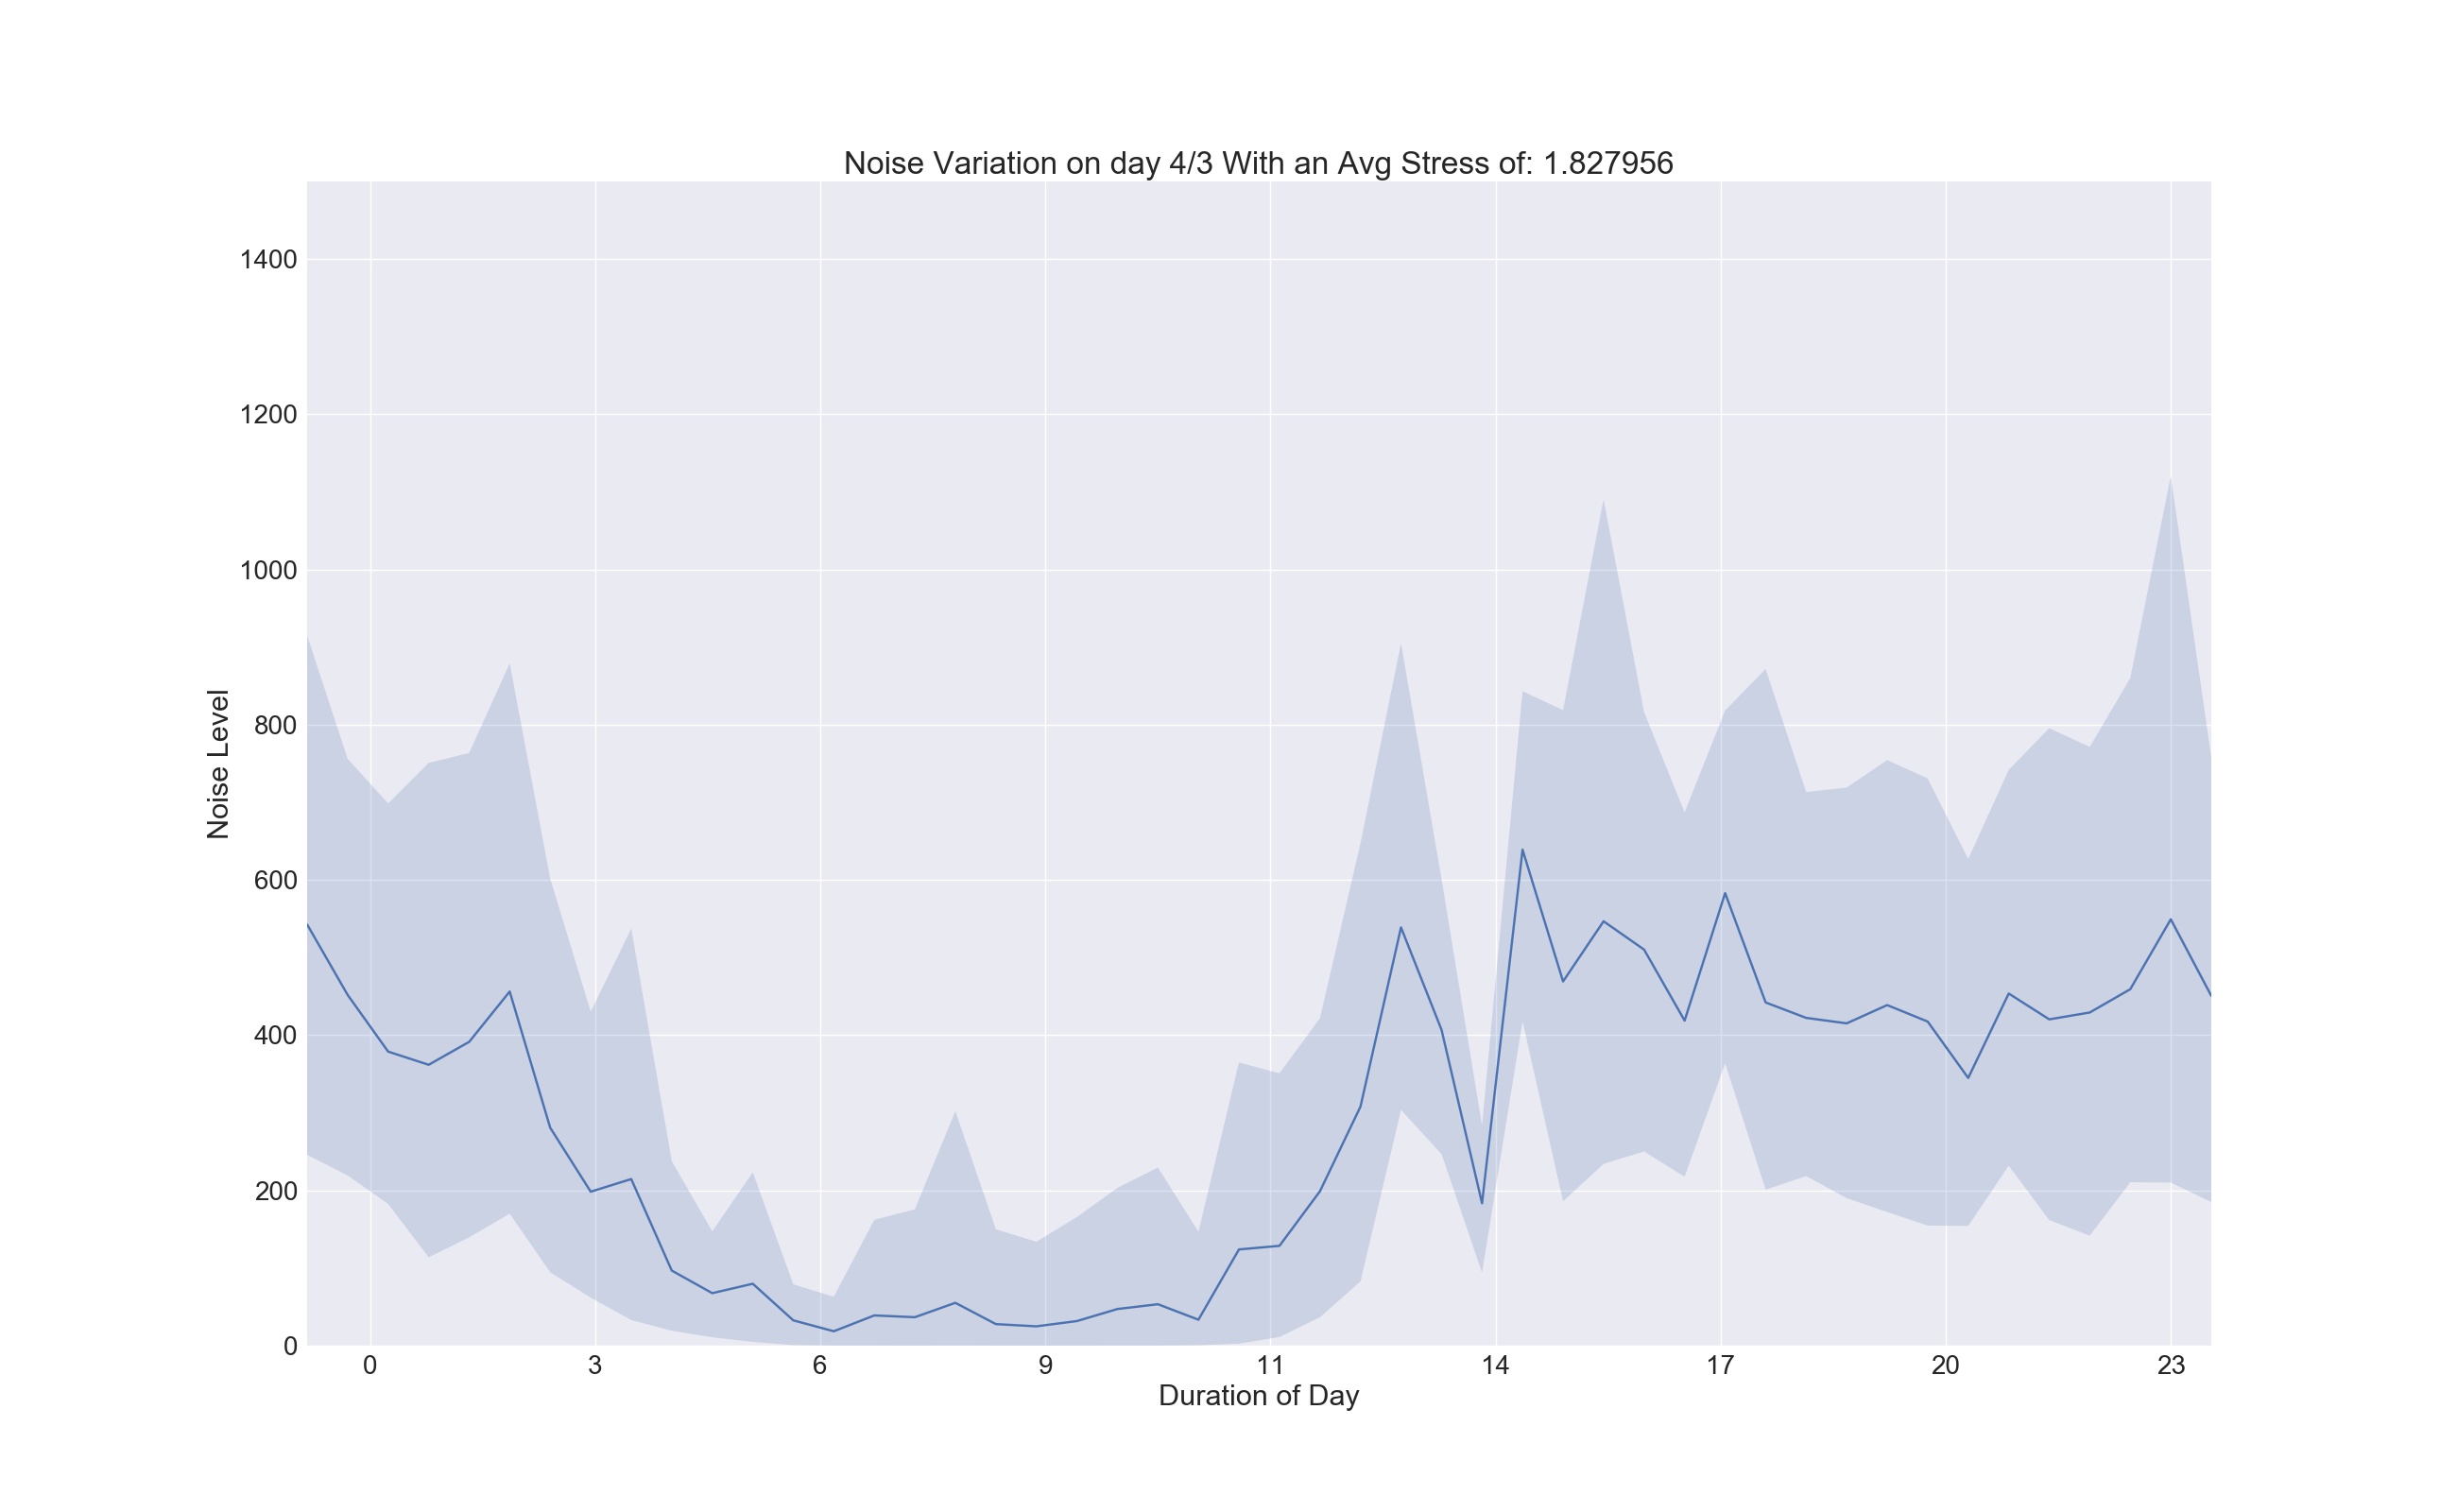 Noise Variation on day 4/3 With an Avg Stress of: 1.827956
1400
1200
1000
800
600
400
200
0
Noise Level
0 3 6 9 11 14 17 20 23
Duration of Day